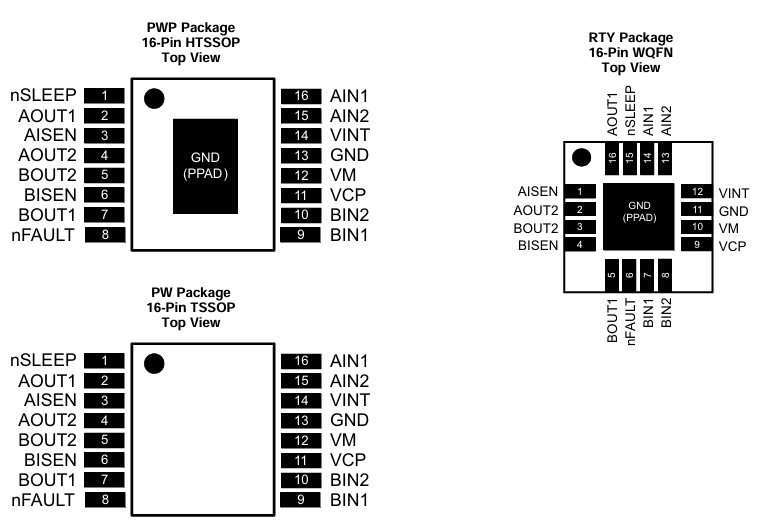 PWP Package
16-Pin HTSSOP
Top View
nSLEEP 1 16 AIN1
AOUT1 2 15 AIN2
AISEN 3 14 VINT
AOUT2 4 13 GND
BOUT2 5 12 VM
BISEN 6 11 VCP
BOUT1 7 10 BIN2
nFAULT 8 9 BIN1
GND
(PPAD)
PW Package
16-Pin TSSOP
Top View
nSLEEP 1 16 AIN1
AOUT1 2 15 AIN2
AISEN 3 14 VINT
AOUT2 4 13 GND
BOUT2 5 12 VM
BISEN 6 11 VCP
BOUT1 7 10 BIN2
nFAULT 8 9 BIN1
RTY Package
16-Pin WQFN
Top View
AOUT1 nSLEEP AIN1 AIN2
16 15 14 13
AISEN 1 12 VINT
AOUT2 2 11 GND
BOUT2 3 10 VM
BISEN 4 9 VCP
GND
(PPAD)
5 6 7 8
BOUT1 nFAULT BIN1 BIN2